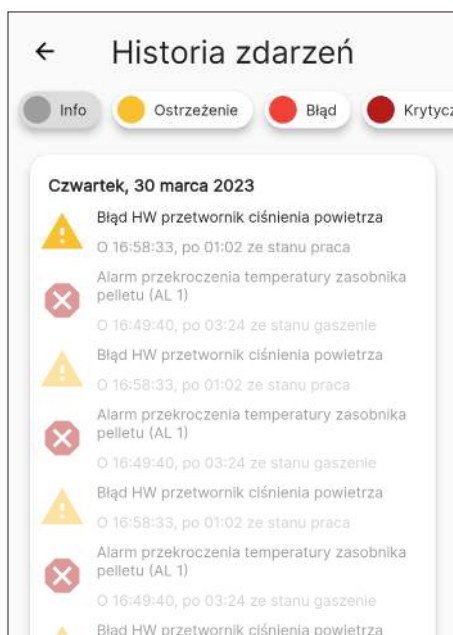 Historia zdarzeń
Info
Ostrzeżenie
Błąd
Krytycz
Czwartek, 30 marca 2023
Błąd HW przetwornik ciśnienia powietrza
O 16:58:33, po 01:02 ze stanu praca
Alarm przekroczenia temperatury zasobnika
pelletu (AL 1)
O 16:49:40, po 03:24 ze stanu gaszenie
Błąd HW przetwornik ciśnienia powietrza
O 16:58:33, po 01:02 ze stanu praca
Alarm przekroczenia temperatury zasobnika
pelletu (AL 1)
O 16:49:40, po 03:24 ze stanu gaszenie
Błąd HW przetwornik ciśnienia powietrza
O 16:58:33, po 01:02 ze stanu praca
Alarm przekroczenia temperatury zasobnika
pelletu (AL 1)
O 16:49:40, po 03:24 ze stanu gaszenie
Błąd HW przetwornik ciśnienia powietrza